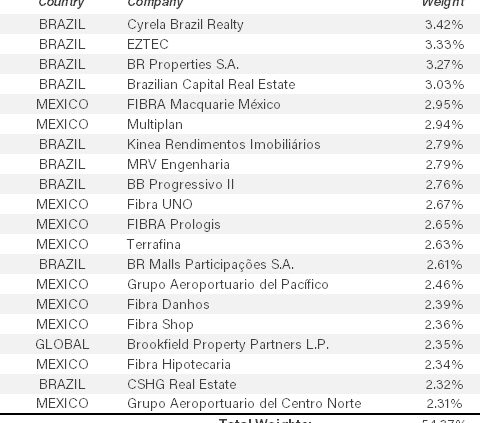 Country Company Weight
BRAZIL Cyrela Brazil Realty 3.42%
BRAZIL EZTEC 3.33%
BRAZIL BR Properties S.A. 3.27%
BRAZIL Brazilian Capital Real Estate 3.03%
MEXICO FIBRA Macquarie México 2.95%
MEXICO Multiplan 2.94%
BRAZIL Kinea Rendimentos Imobiliários 2.79%
BRAZIL MRV Engenharia 2.79%
BRAZIL BB Progressivo II 2.76%
MEXICO Fibra UNO 2.67%
MEXICO FIBRA Prologis 2.65%
MEXICO Terrafina 2.63%
BRAZIL BR Malls Participações S.A. 2.61%
MEXICO Grupo Aeroportuario del Pacífico 2.46%
MEXICO Fibra Danhos 2.39%
MEXICO Fibra Shop 2.36%
GLOBAL Brookfield Property Partners L.P. 2.35%
MEXICO Fibra Hipotecaria 2.34%
BRAZIL CSHG Real Estate 2.32%
MEXICO Grupo Aeroportuario del Centro Norte 2.31%
Total Weights: